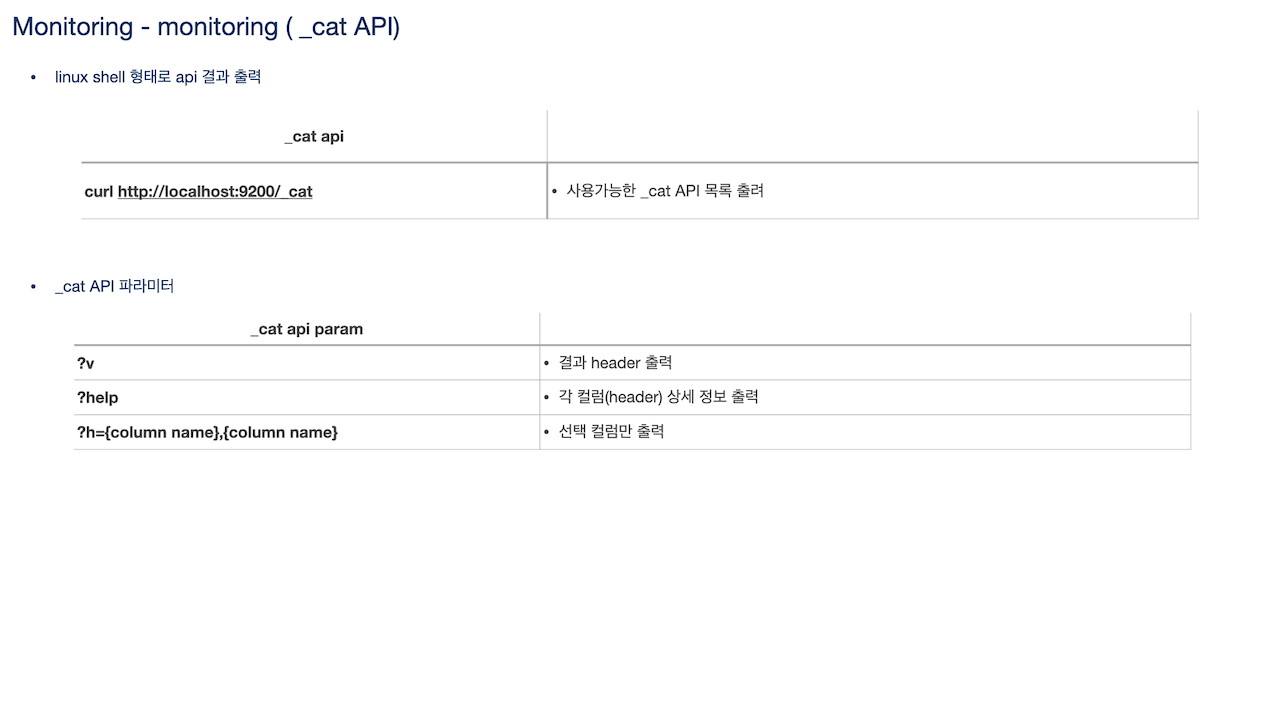 Monitoring - monitoring ( _cat API)
• linux shell 형태로 api 결과 출력
_cat api
curl http://localhost:9200/_cat
• 사용가능한 _cat API 목록 출려
• _cat API 파라미터
_cat api param
?v
• 결과 header 출력
?help
• 각 컬럼(header) 상세 정보 출력
?h={column name},{column name}
• 선택 컬럼만 출력